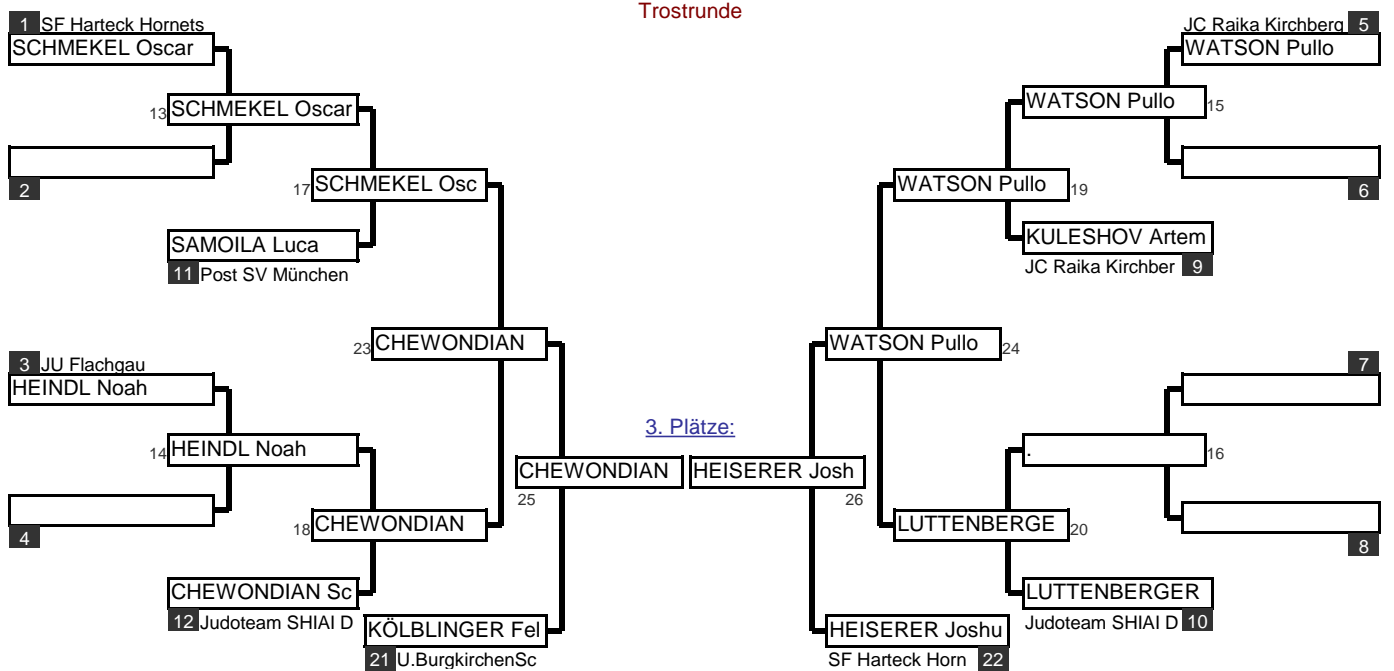 Trostrunde
1 SF Harteck Hornets
JC Raika Kirchberg 5
SCHMEKEL Oscar
WATSON Pullo
13 SCHMEKEL Oscar
WATSON Pullo 15
2
6
17 SCHMEKEL Osc
WATSON Pullo 19
SAMOILA Luca
KULESHOV Artem
11 Post SV München
JC Raika Kirchber 9
23 CHEWONDIAN
WATSON Pullo 24
3 JU Flachgau
7
HEINDL Noah
3. Plätze:
14 HEINDL Noah
. 16
CHEWONDIAN
HEISERER Josh
25
26
4
8
18 CHEWONDIAN
LUTTENBERGE 20
CHEWONDIAN Sc
LUTTENBERGER
12 Judoteam SHIAI D
Judoteam SHIAI D 10
KÖLBLINGER Fel
HEISERER Joshu
21 U.BurgkirchenSc
SF Harteck Horn 22